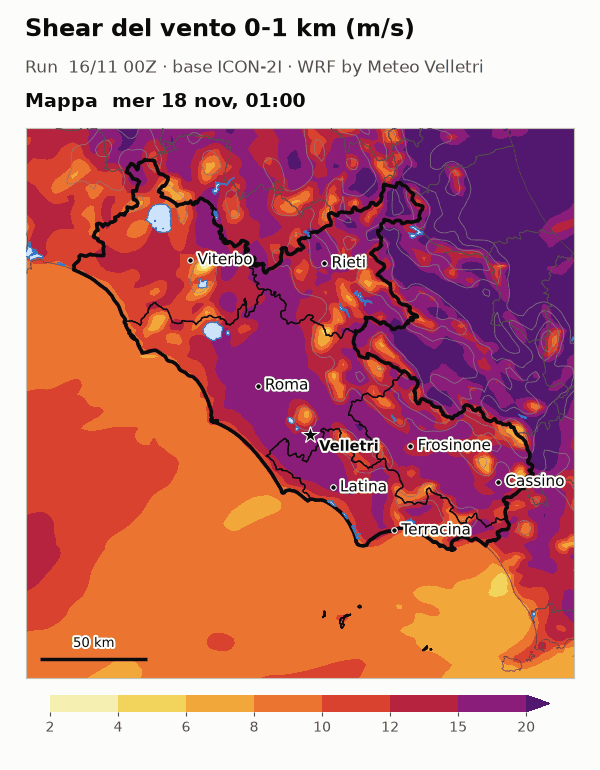 Shear del vento 0-1 km (m/s)
Run  16/11 00Z · base ICON-2I · WRF by Meteo Velletri
Mappa  mer 18 nov, 01:00
Viterbo
Rieti
Roma
Velletri
Frosinone
Cassino
Latina
Terracina
50 km
2 4 6 8 10 12 15 20